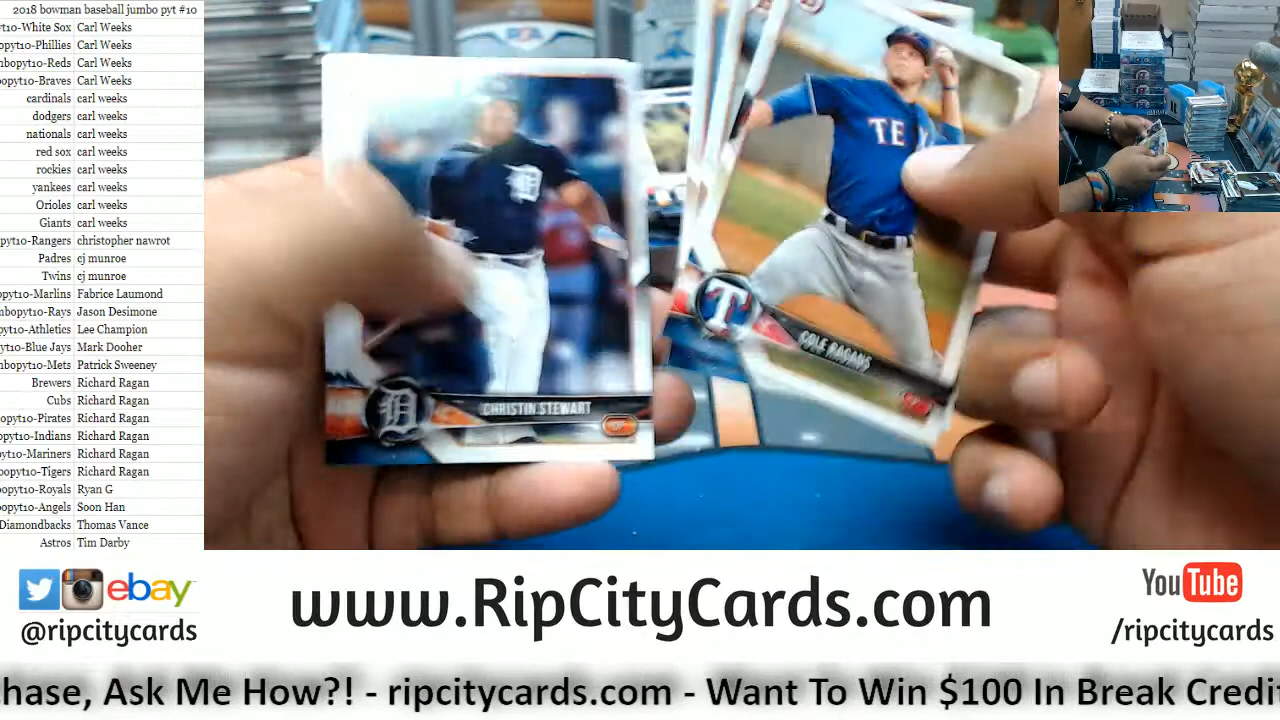 2018 bowman baseball jumbo pyt #10
yt10-White Sox Carl Weeks
opyt10-Phillies Carl Weeks
nbopyt10-Reds Carl Weeks
oopyt10-Braves Carl Weeks
cardinals carl weeks
dodgers carl weeks
nationals carl weeks
red sox carl weeks
rockies carl weeks
yankees carl weeks
Orioles carl weeks
Giants carl weeks
pyt10-Rangers christopher nawrot
Padres cj munroe
Twins cj munroe
opyt10-Marlins Fabrice Laumond
nbopyt10-Rays Jason Desimone
yt10-Athletics Lee Champion
pyt10-Blue Jays Mark Dooher
nbopyt10-Mets Patrick Sweeney
Brewers Richard Ragan
Cubs Richard Ragan
opyt10-Pirates Richard Ragan
opyt10-Indians Richard Ragan
yt10-Mariners Richard Ragan
oopyt10-Tigers Richard Ragan
opyt10-Royals Ryan G
opyt10-Angels Soon Han
Diamondbacks Thomas Vance
Astros Tim Darby
D
CHRISTIN STEWART
TE
T
COLE RAGANS
ebay
@ripcitycards
www.RipCityCards.com
YouTube
/ripcitycards
hase, Ask Me How?! - ripcitycards.com - Want To Win $100 In Break Credit